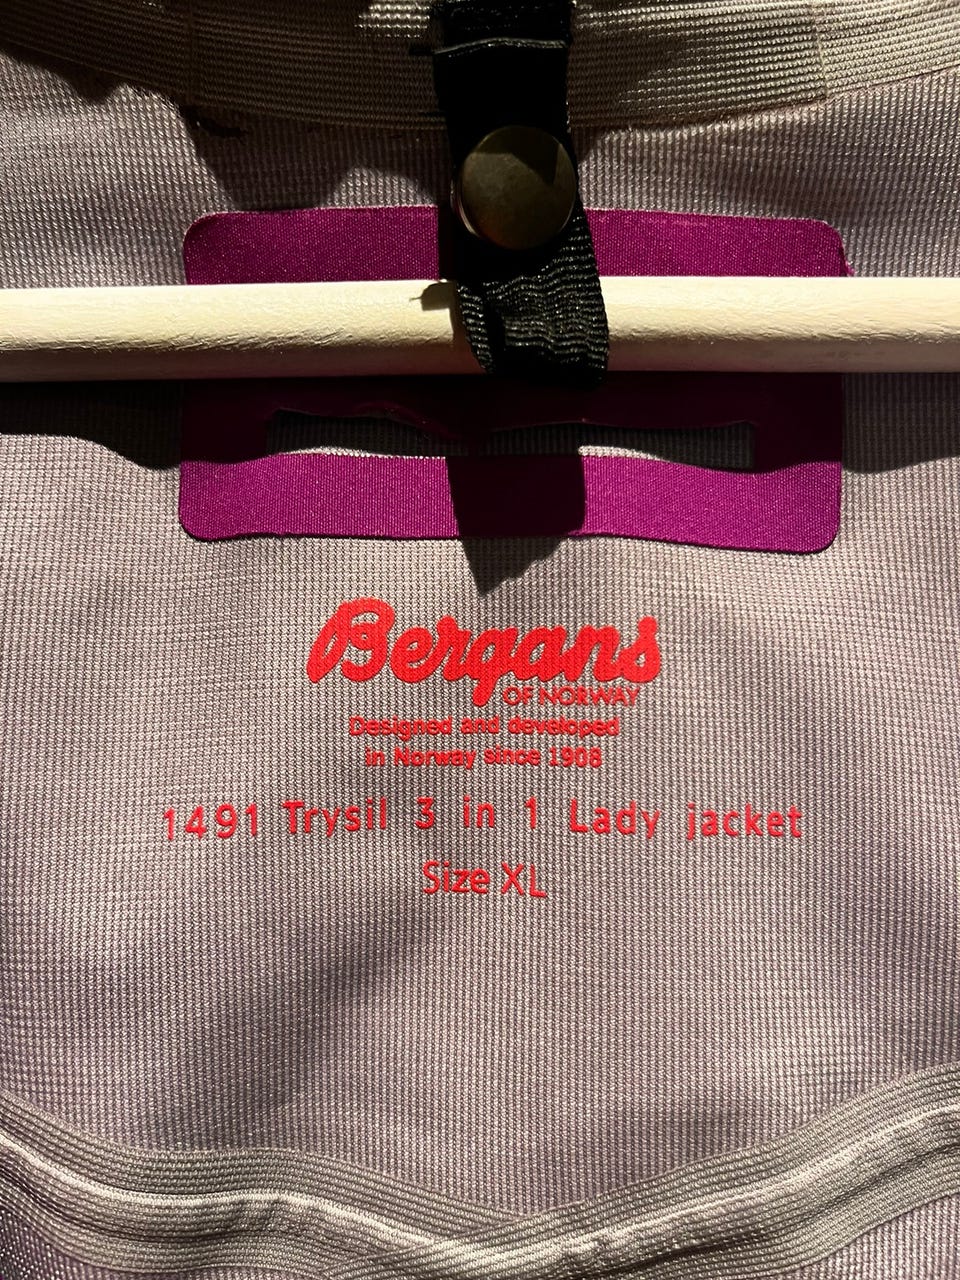 Bergans
OF NORWAY
Designed and developed
in Norway since 1908
1491 Trysil 3 in 1 Lady jacket
Size XL